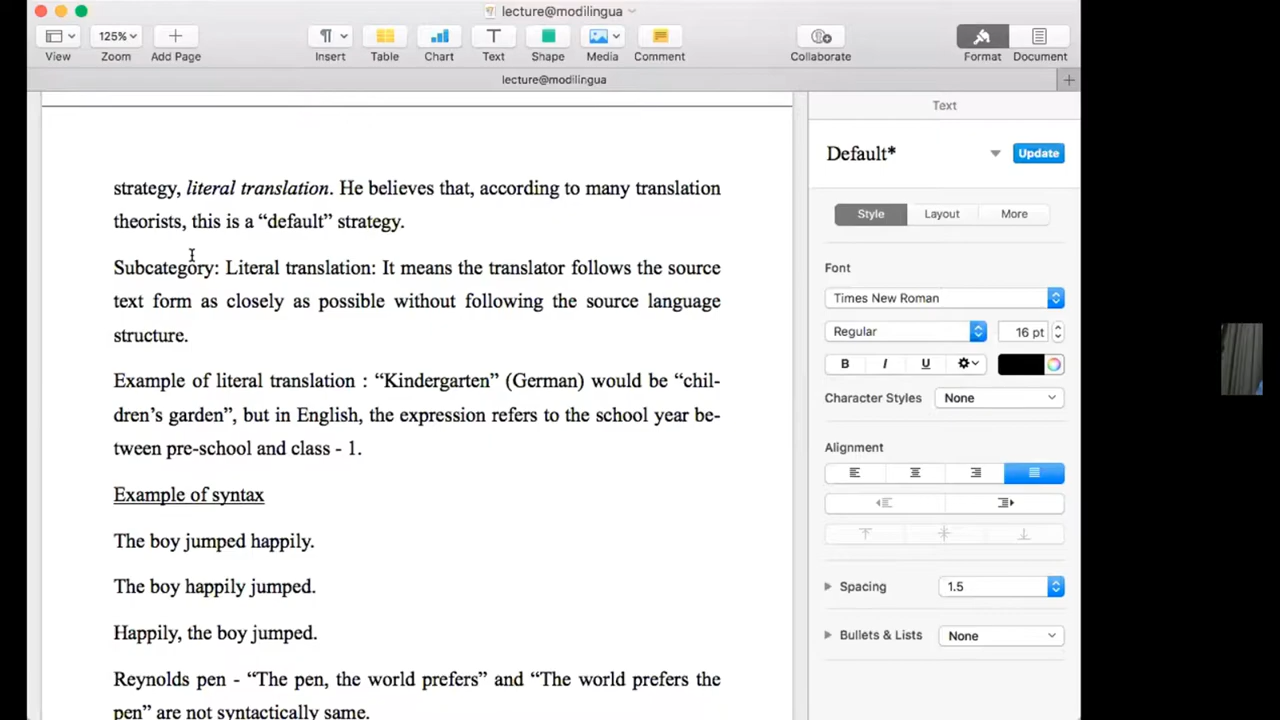 lecture@modilingua
125%
View
Zoom
Add Page
Insert
Table
Chart
Text
Shape
Media
Comment
Collaborate
Format
Document
lecture@modilingua
strategy, literal translation. He believes that, according to many translation
theorists, this is a “default” strategy.
Subcategory: Literal translation: It means the translator follows the source
text form as closely as possible without following the source language
structure.
Example of literal translation : “Kindergarten” (German) would be “chil-
dren’s garden”, but in English, the expression refers to the school year be-
tween pre-school and class - 1.
Example of syntax
The boy jumped happily.
The boy happily jumped.
Happily, the boy jumped.
Reynolds pen - “The pen, the world prefers” and “The world prefers the
pen” are not syntactically same.
Text
Default*
Update
Style
Layout
More
Font
Times New Roman
Regular
16 pt
B I U
Character Styles
None
Alignment
Spacing
1.5
Bullets & Lists
None